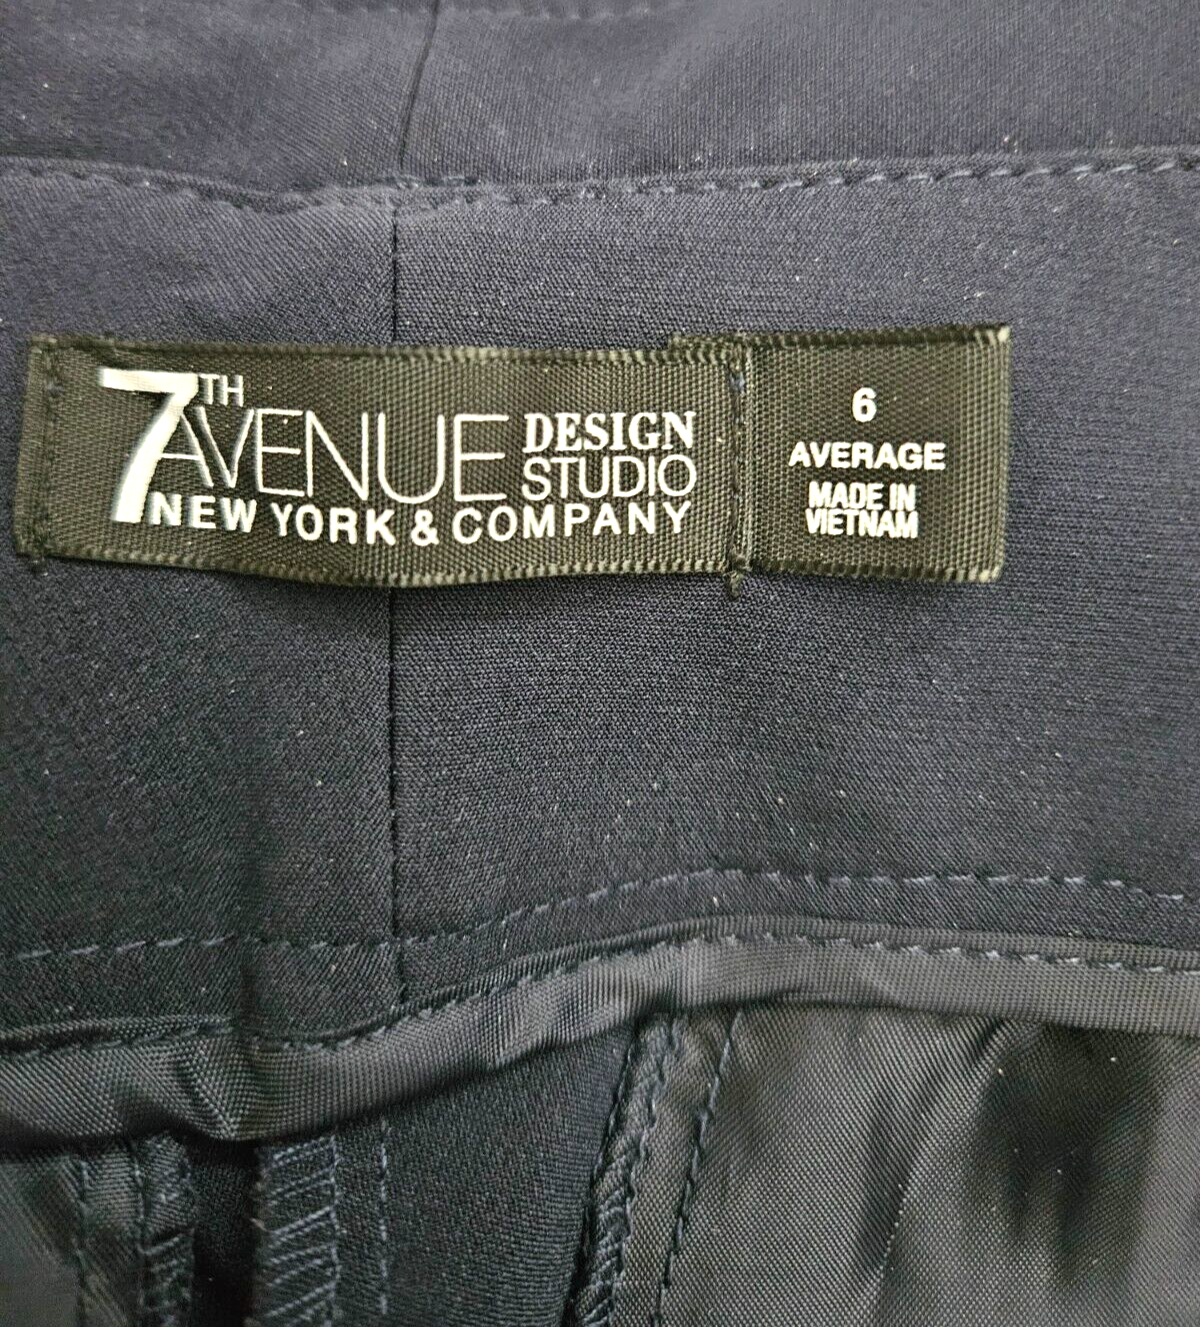 7TH AVENUE DESIGN STUDIO
NEW YORK & COMPANY
6
AVERAGE
MADE IN
VIETNAM